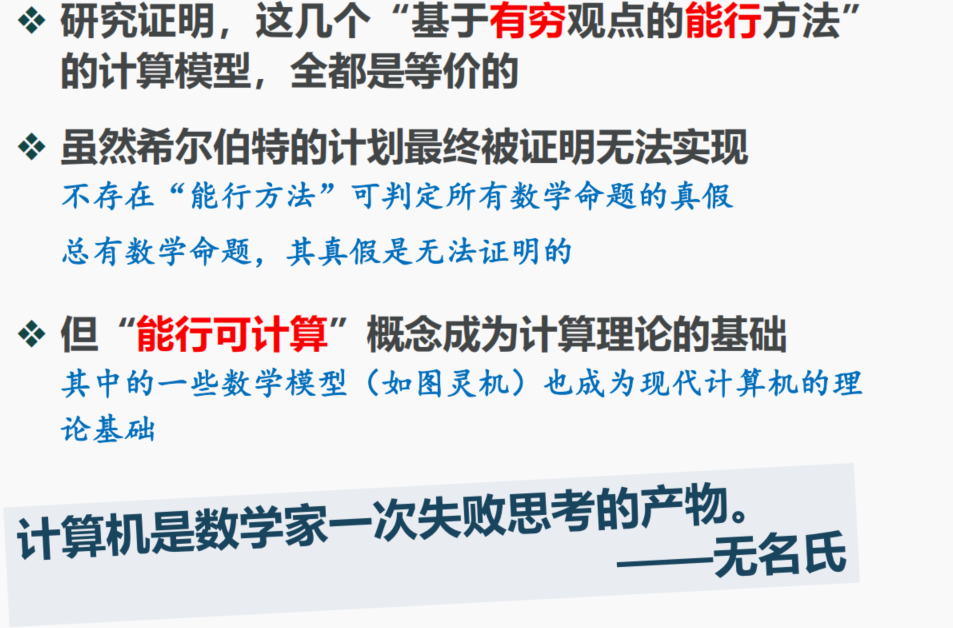 ❖ 研究证明，这几个“基于有穷观点的能行方法”
的计算模型，全都是等价的
❖ 虽然希尔伯特的计划最终被证明无法实现
不存在“能行方法”可判定所有数学命题的真假
总有数学命题，其真假是无法证明的
❖ 但“能行可计算”概念成为计算理论的基础
其中的一些数学模型（如图灵机）也成为现代计算机的理
论基础
计算机是数学家一次失败思考的产物。
——无名氏